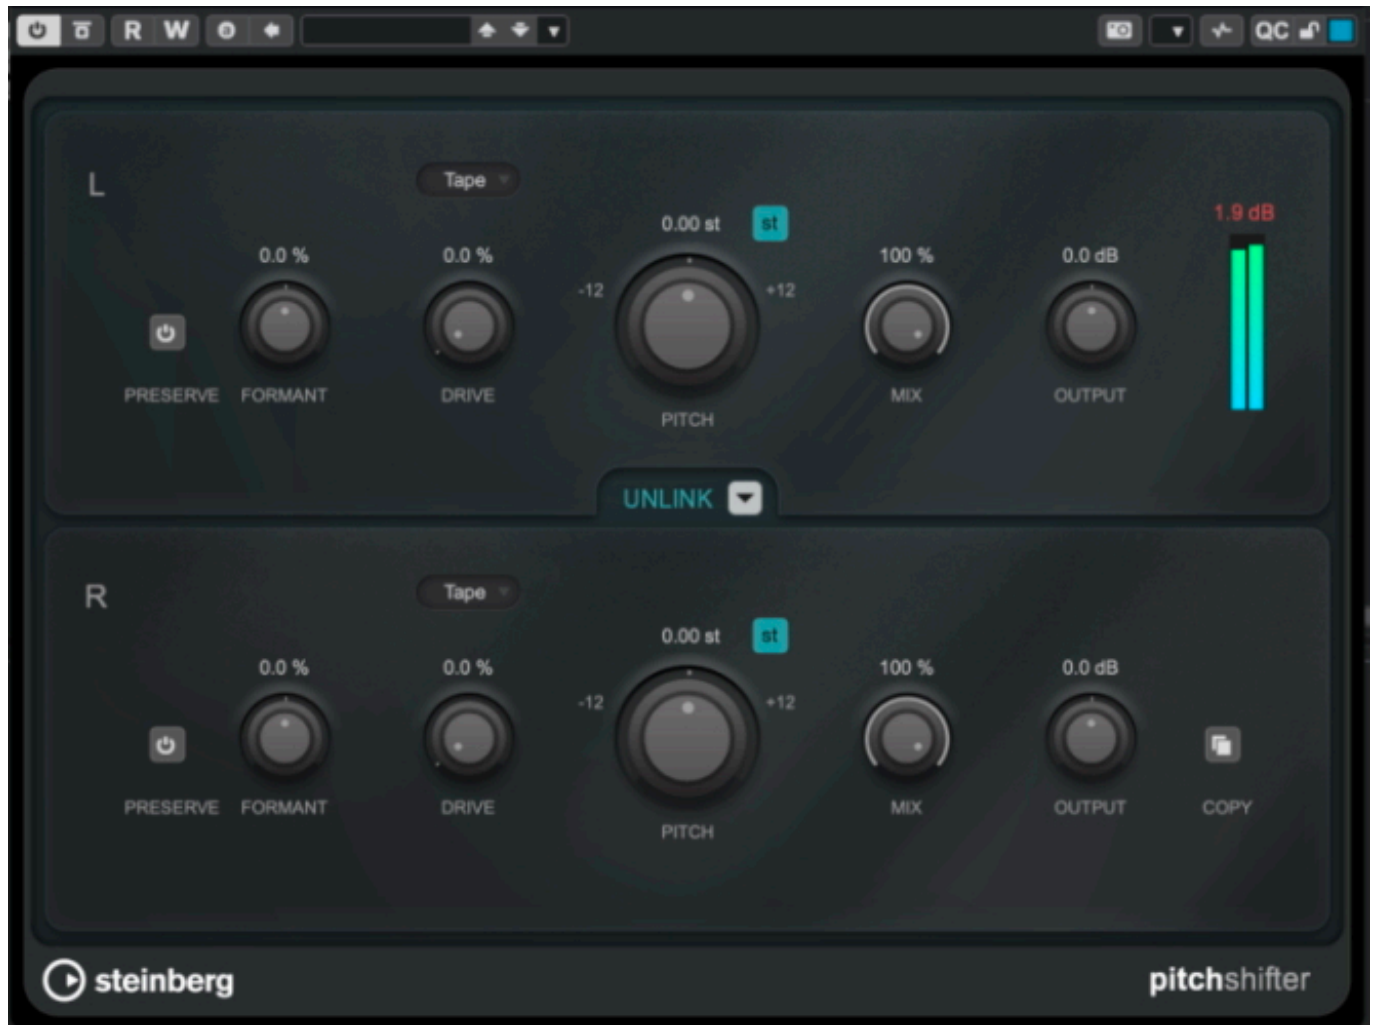 R W QC
L
Tape
0.00 st st
1.9 dB
0.0 % 0.0 % 100 % 0.0 dB
-12 +12
PRESERVE FORMANT DRIVE MIX OUTPUT
PITCH
UNLINK
R
Tape
0.00 st st
0.0 % 0.0 % 100 % 0.0 dB
-12 +12
PRESERVE FORMANT DRIVE MIX OUTPUT COPY
PITCH
steinberg pitchshifter